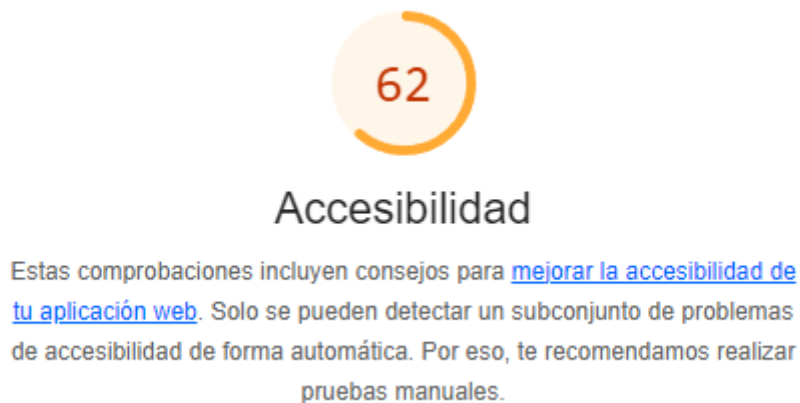 62
Accesibilidad
Estas comprobaciones incluyen consejos para mejorar la accesibilidad de
tu aplicación web. Solo se pueden detectar un subconjunto de problemas
de accesibilidad de forma automática. Por eso, te recomendamos realizar
pruebas manuales.